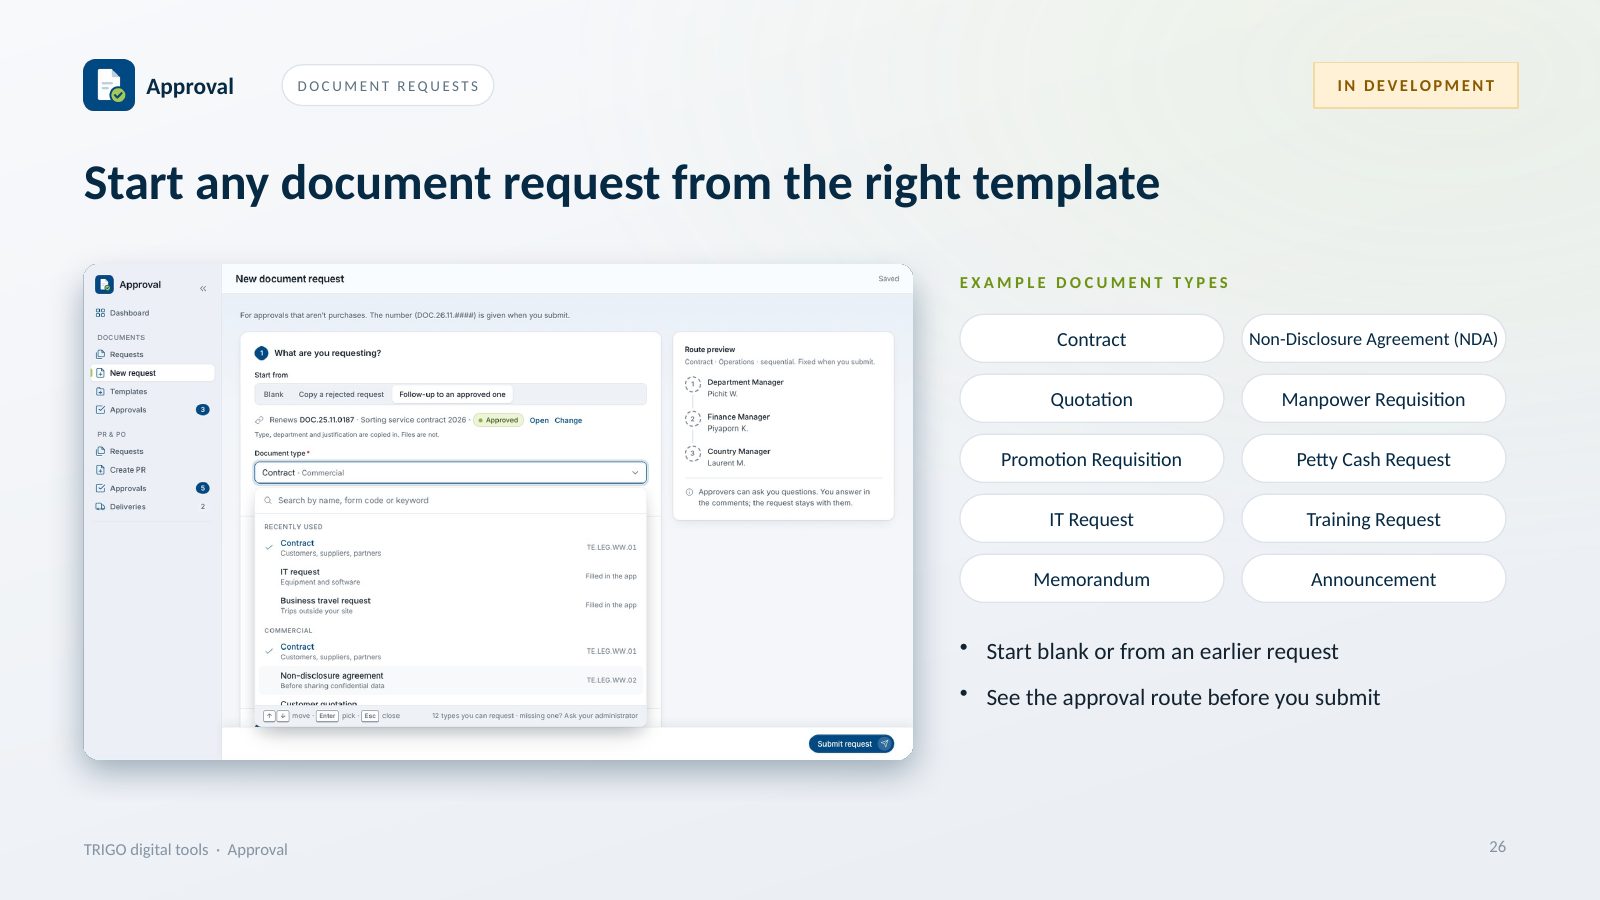 Approval
DOCUMENT REQUESTS
IN DEVELOPMENT
Start any document request from the right template
Approval
Dashboard
DOCUMENTS
Requests
New request
Templates
Approvals 3
PR & PO
Requests
Create PR
Approvals 5
Deliveries 2
New document request
Saved
For approvals that aren't purchases. The number (DOC.26.11.####) is given when you submit.
1 What are you requesting?
Start from
Blank Copy a rejected request Follow-up to an approved one
Renews DOC.25.11.0187 · Sorting service contract 2026 · Approved Open Change
Type, department and justification are copied in. Files are not.
Document type *
Contract · Commercial
Search by name, form code or keyword
RECENTLY USED
Contract
Customers, suppliers, partners
TE.LEG.WW.01
IT request
Equipment and software
Filled in the app
Business travel request
Trips outside your site
Filled in the app
COMMERCIAL
Contract
Customers, suppliers, partners
TE.LEG.WW.01
Non-disclosure agreement
Before sharing confidential data
TE.LEG.WW.02
Customer quotation
↑ ↓ move · Enter pick · Esc close
12 types you can request · missing one? Ask your administrator
Route preview
Contract · Operations · sequential. Fixed when you submit.
1 Department Manager
Pichit W.
2 Finance Manager
Piyaporn K.
3 Country Manager
Laurent M.
Approvers can ask you questions. You answer in
the comments; the request stays with them.
Submit request
EXAMPLE DOCUMENT TYPES
Contract
Non-Disclosure Agreement (NDA)
Quotation
Manpower Requisition
Promotion Requisition
Petty Cash Request
IT Request
Training Request
Memorandum
Announcement
• Start blank or from an earlier request
• See the approval route before you submit
TRIGO digital tools · Approval
26